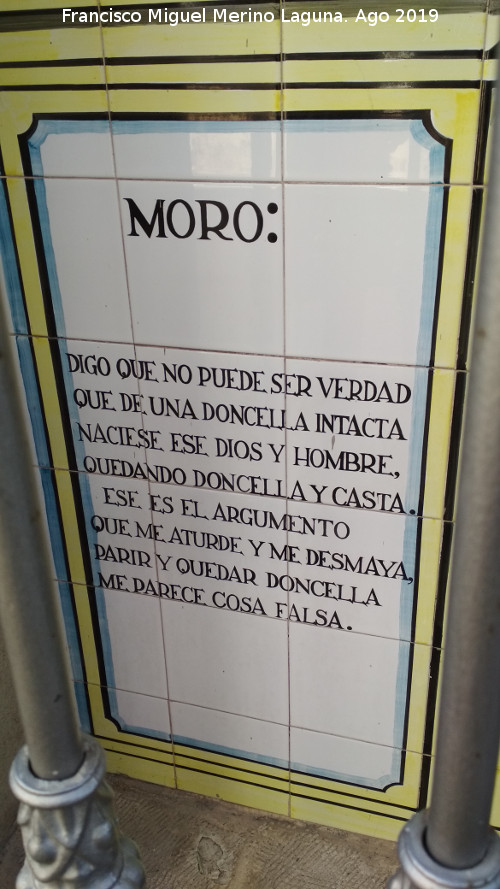 Francisco Miguel Merino Laguna. Ago 2019
MORO:
DIGO QUE NO PUEDE SER VERDAD
QUE DE UNA DONCELLA INTACTA
NACIESE ESE DIOS Y HOMBRE,
QUEDANDO DONCELLA Y CASTA.
ESE ES EL ARGUMENTO
QUE ME ATURDE Y ME DESMAYA,
PARIR Y QUEDAR DONCELLA
ME PARECE COSA FALSA.